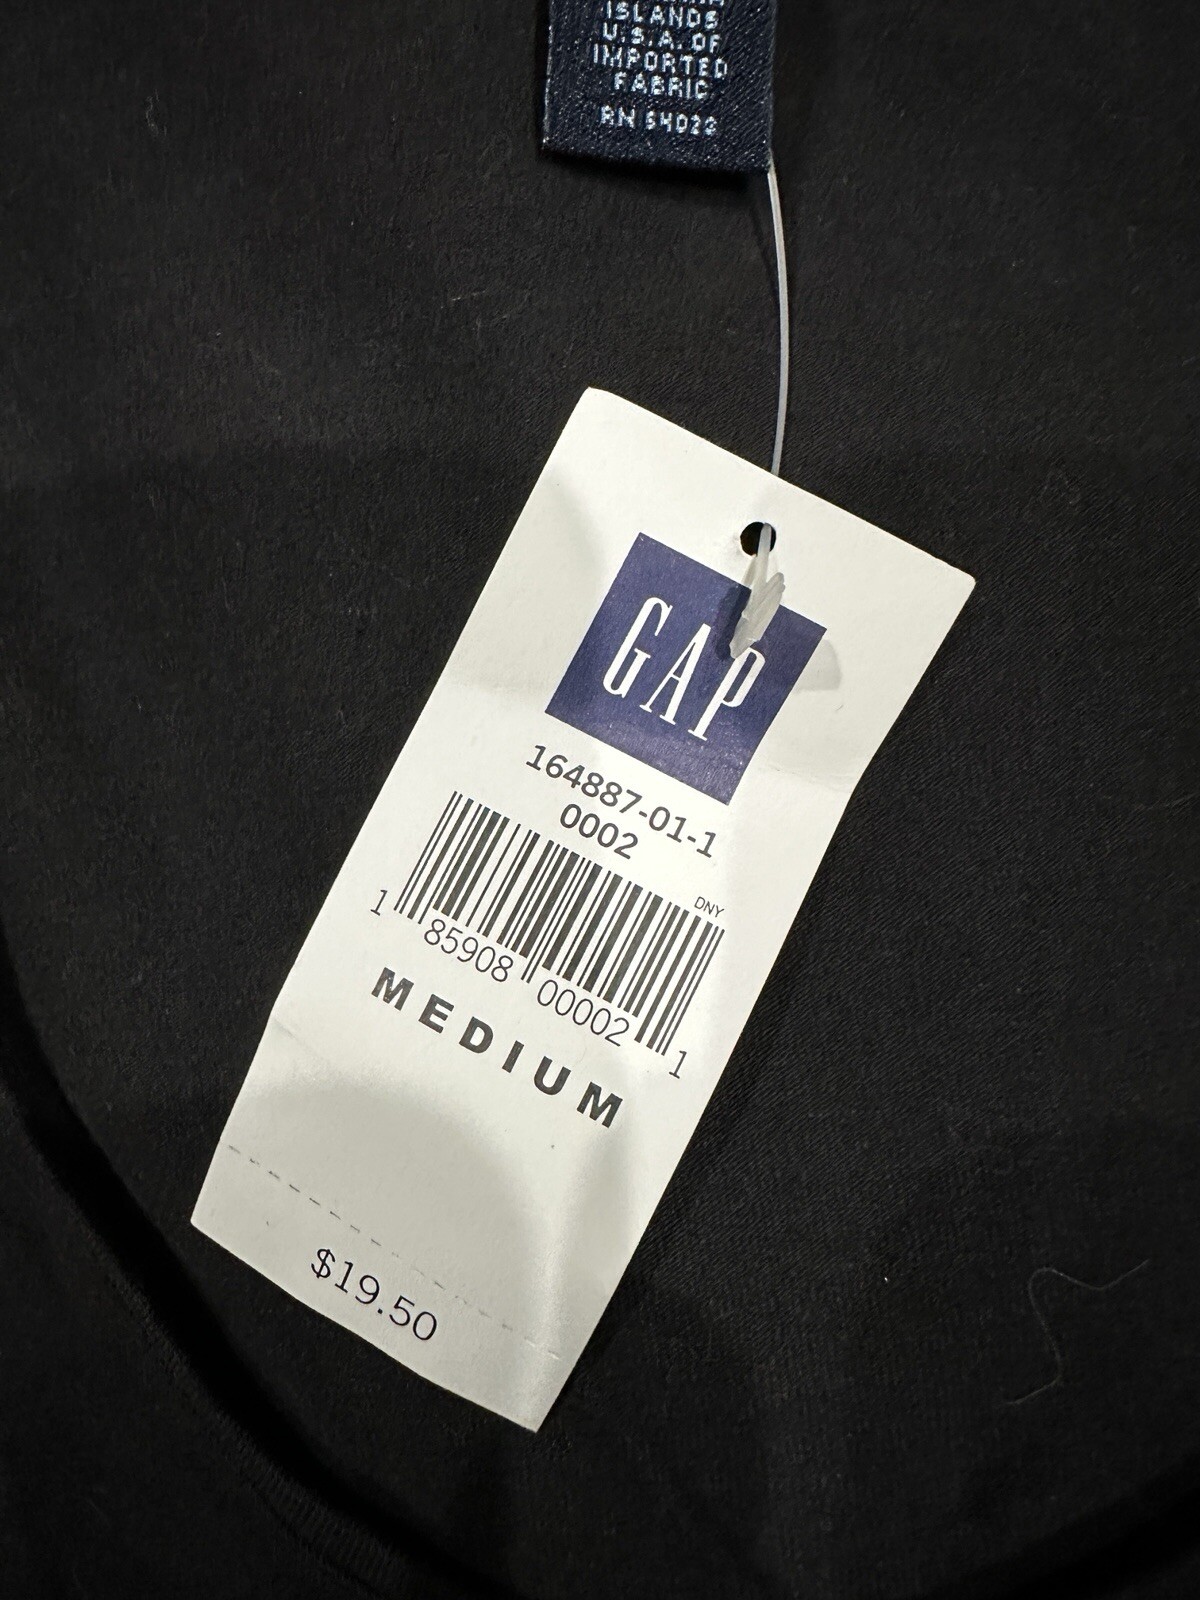 ISLANDS
U.S.A. OF
IMPORTED
FABRIC
RN 54023
GAP
164887-01-1
0002
DNY
1 85908 00002 1
MEDIUM
$19.50